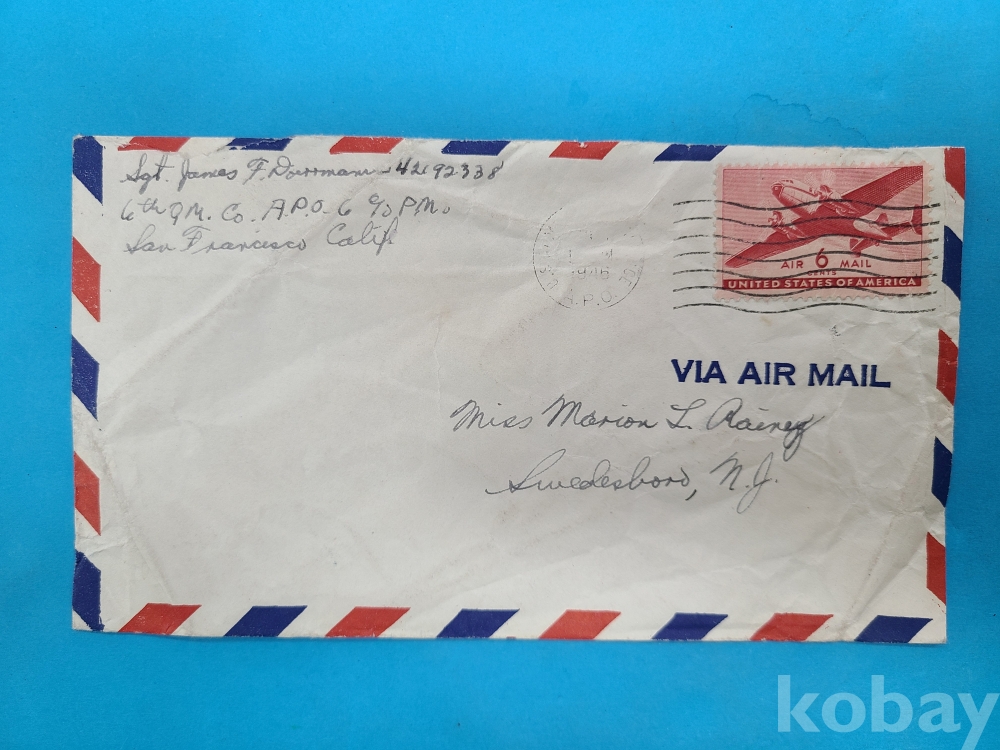 Sgt. James F. Dorrmann - 42192338
6th Q.M. Co. A.P.O. 6 % P.M.
San Francisco Calif
1946
A.P.O.
AIR 6 MAIL
CENTS
UNITED STATES OF AMERICA
VIA AIR MAIL
Miss Marion L. Rainey
Swedesboro, N.J.
kobay